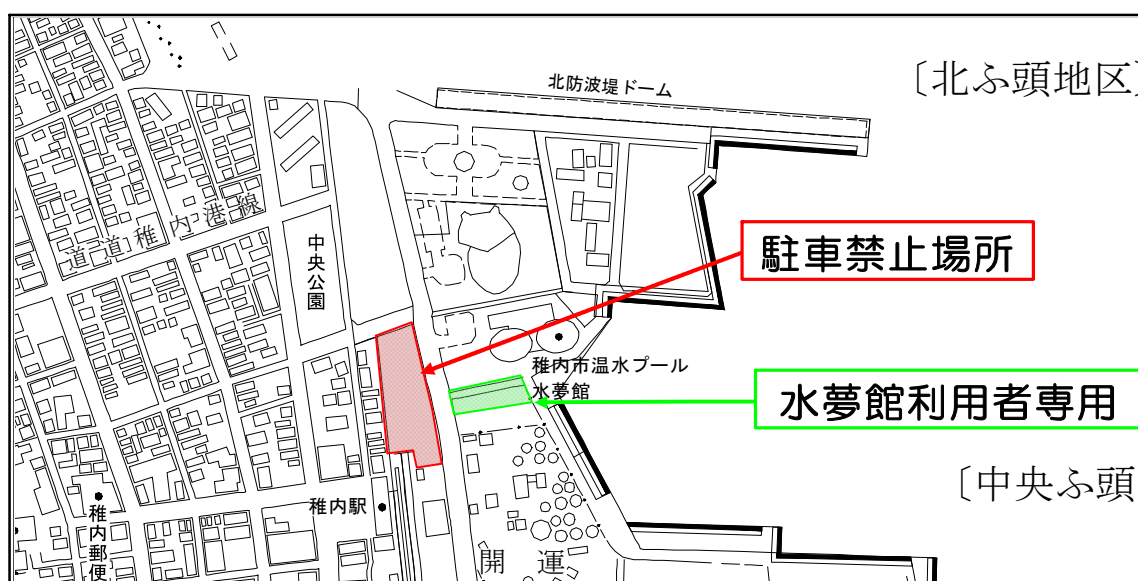 北防波堤ドーム
〔北ふ頭地区〕
道道稚内港線
中央公園
駐車禁止場所
稚内市温水プール
水夢館
水夢館利用者専用
〔中央ふ頭
稚内駅
稚内郵便
開運